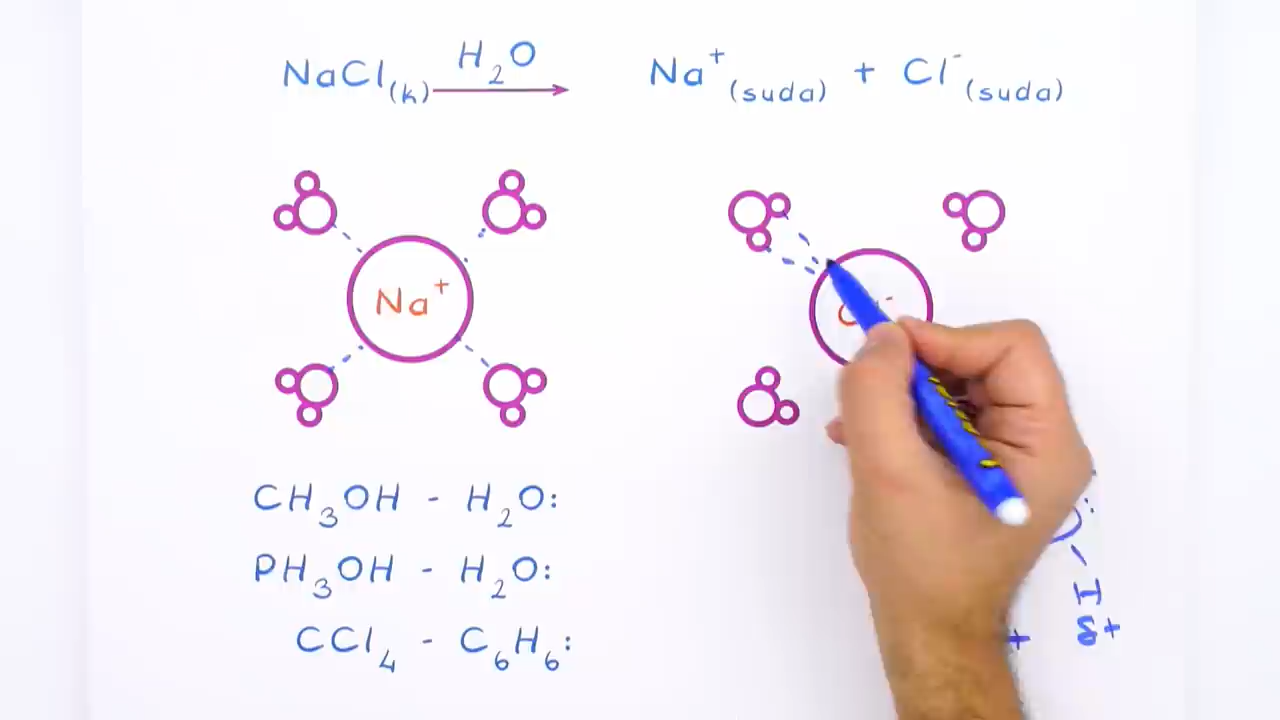 NaCl(k) H₂O → Na⁺(suda) + Cl⁻(suda)
Na⁺
CH₃OH - H₂O:
PH₃OH - H₂O:
CCl₄ - C₆H₆:
H
δ+